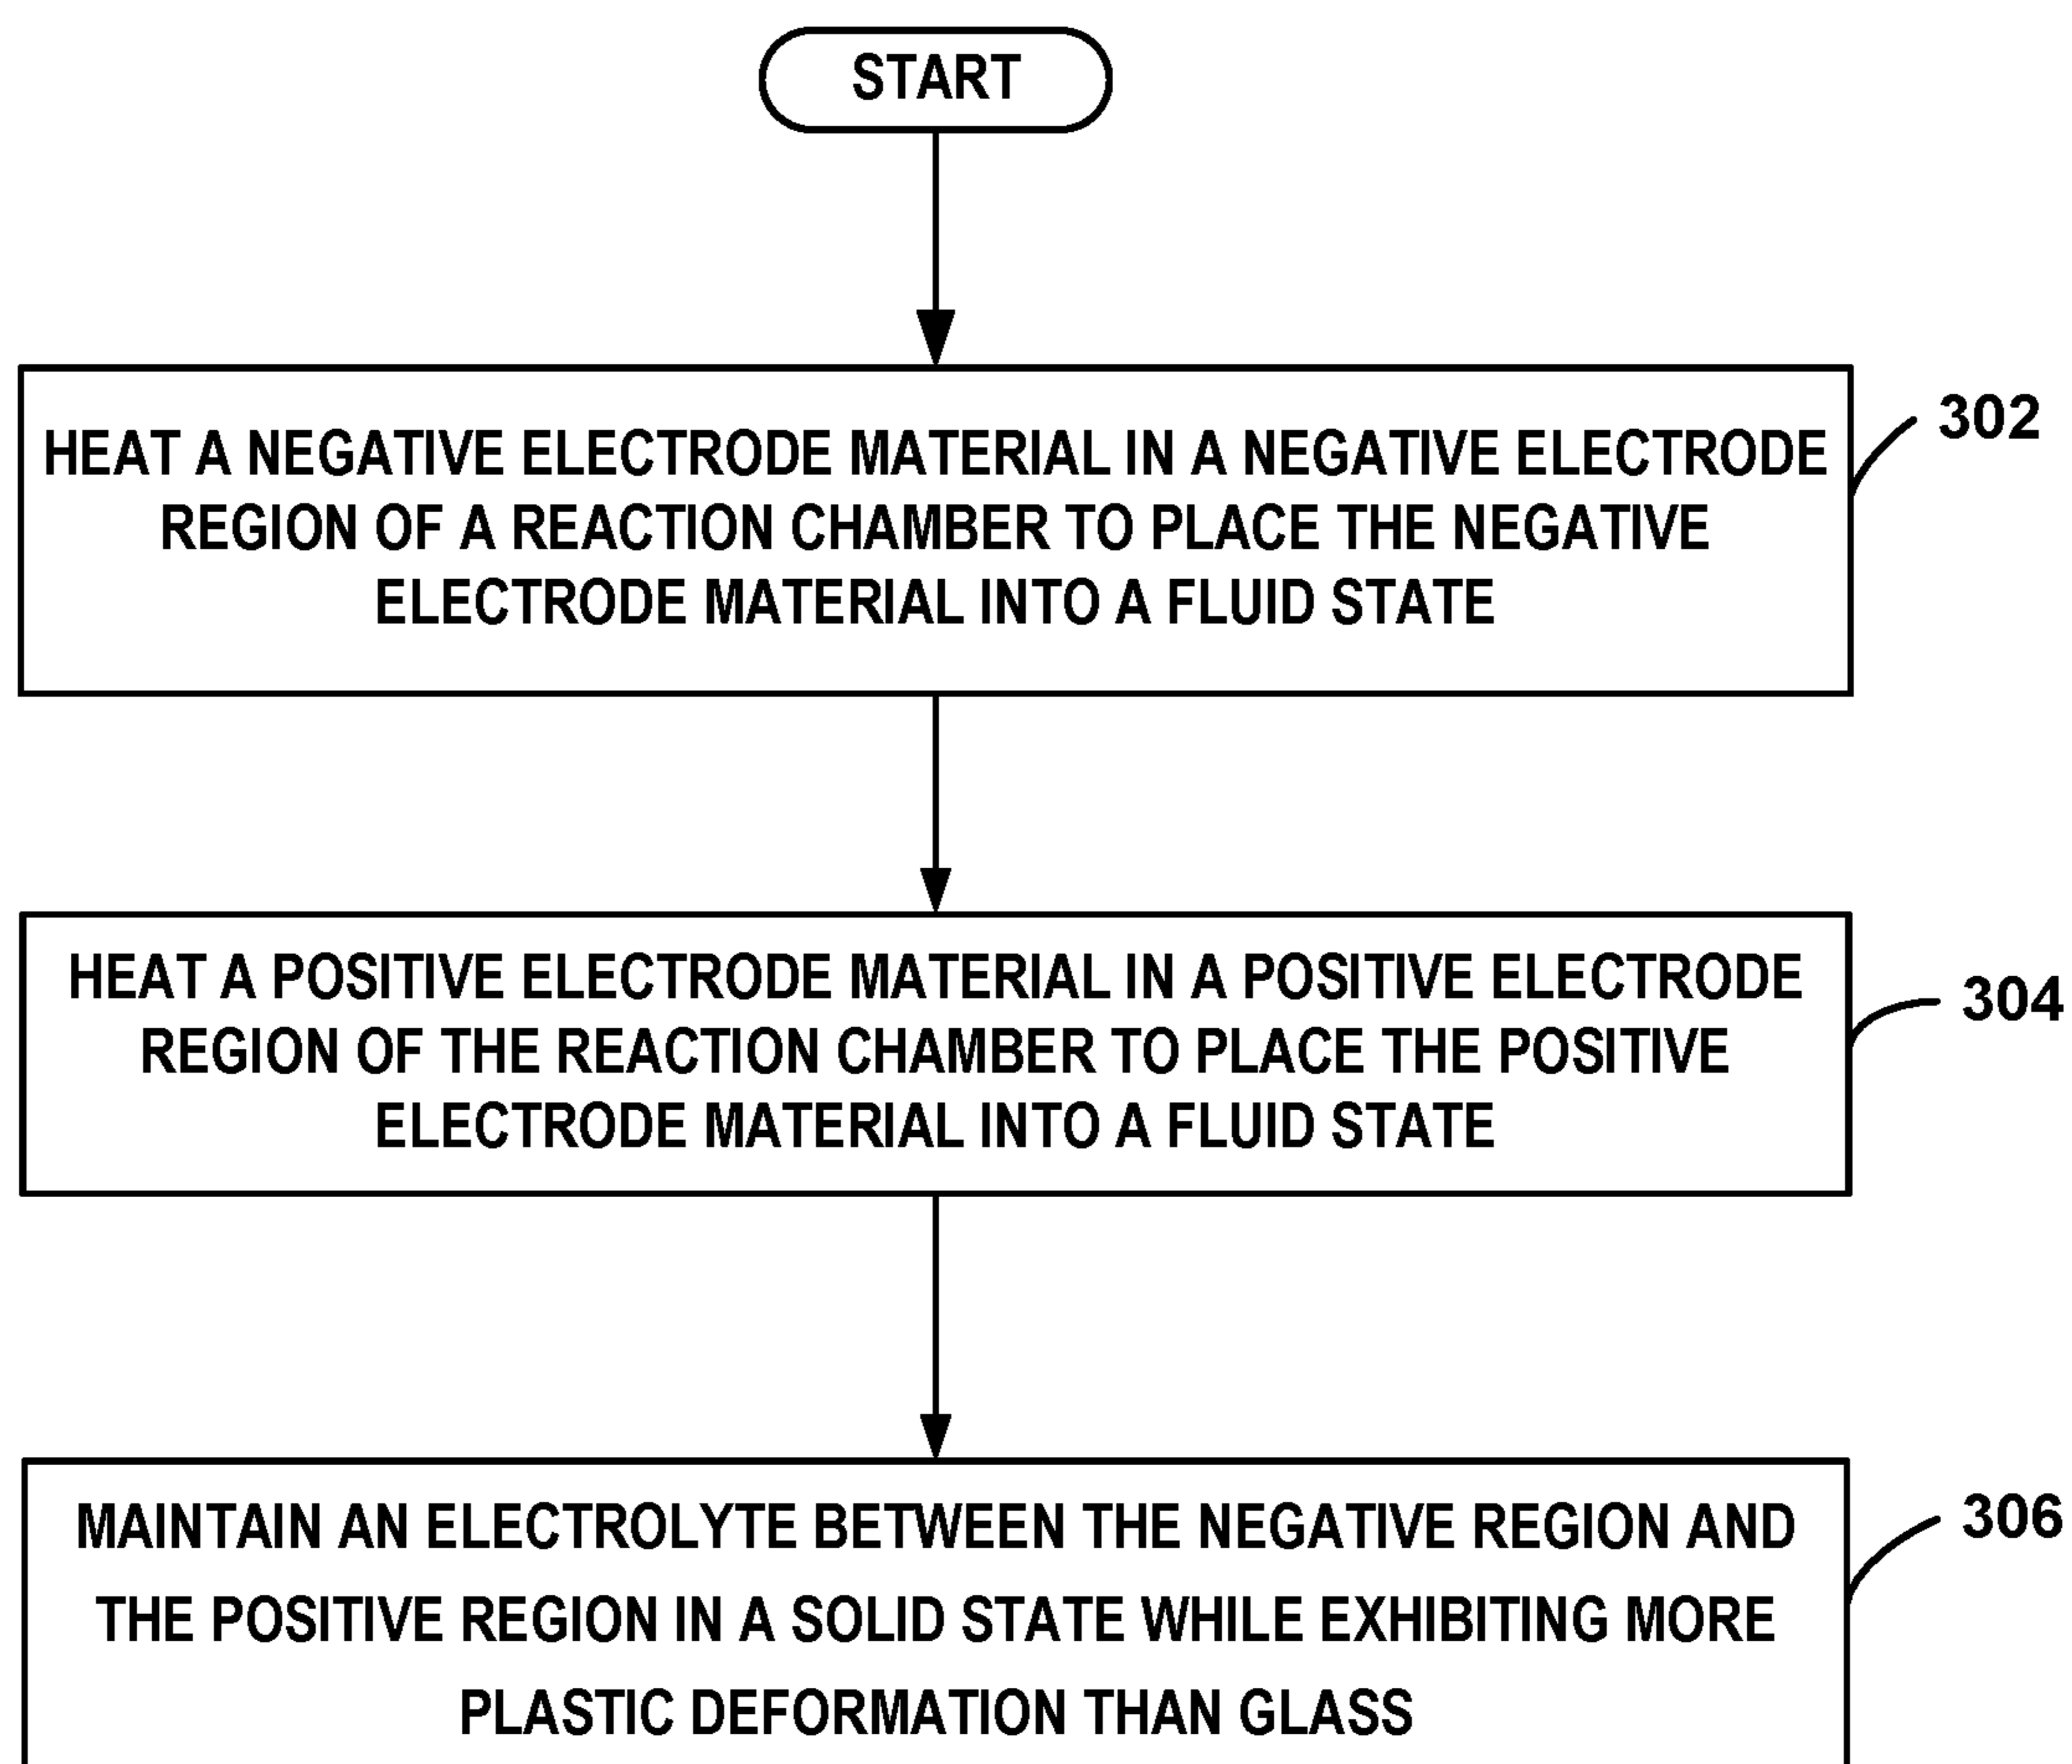 START
HEAT A NEGATIVE ELECTRODE MATERIAL IN A NEGATIVE ELECTRODE
REGION OF A REACTION CHAMBER TO PLACE THE NEGATIVE
ELECTRODE MATERIAL INTO A FLUID STATE
302
HEAT A POSITIVE ELECTRODE MATERIAL IN A POSITIVE ELECTRODE
REGION OF THE REACTION CHAMBER TO PLACE THE POSITIVE
ELECTRODE MATERIAL INTO A FLUID STATE
304
MAINTAIN AN ELECTROLYTE BETWEEN THE NEGATIVE REGION AND
THE POSITIVE REGION IN A SOLID STATE WHILE EXHIBITING MORE
PLASTIC DEFORMATION THAN GLASS
306